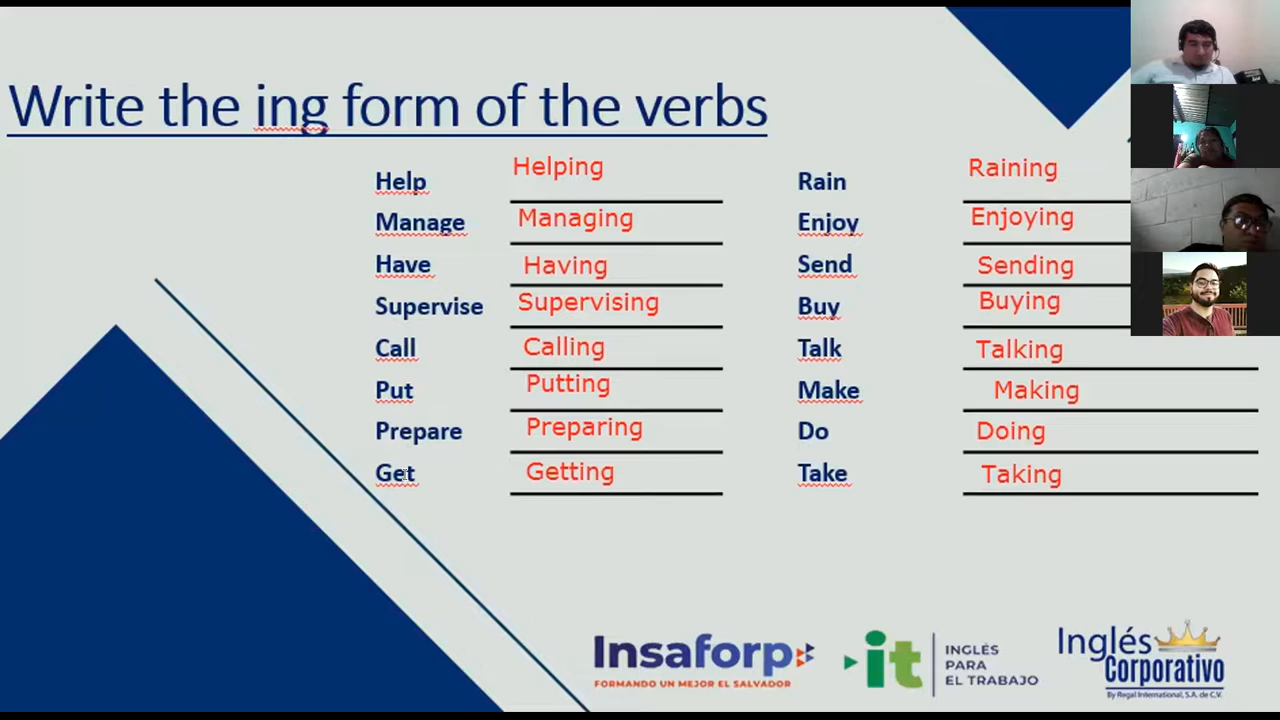 Write the ing form of the verbs
Help Helping Rain Raining
Manage Managing Enjoy Enjoying
Have Having Send Sending
Supervise Supervising Buy Buying
Call Calling Talk Talking
Put Putting Make Making
Prepare Preparing Do Doing
Get Getting Take Taking
Insaforp
FORMANDO UN MEJOR EL SALVADOR
it
INGLÉS
PARA
EL TRABAJO
Inglés
Corporativo
By Regal International, S.A. de C.V.